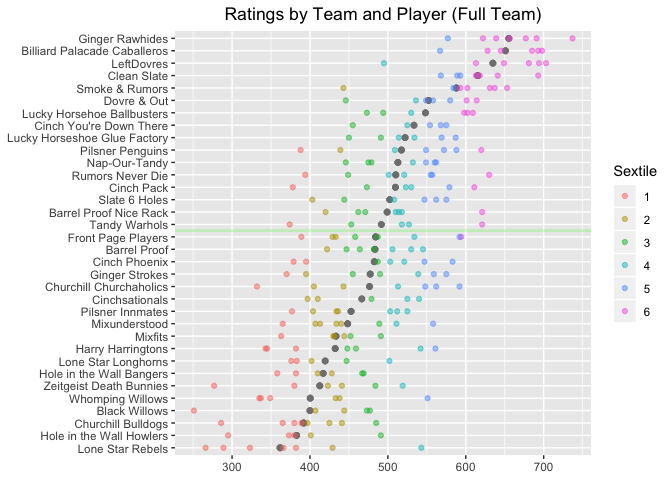 Ratings by Team and Player (Full Team)
Ginger Rawhides
Billiard Palacade Caballeros
LeftDovres
Clean Slate
Smoke & Rumors
Dovre & Out
Lucky Horsehoe Ballbusters
Cinch You're Down There
Lucky Horseshoe Glue Factory
Pilsner Penguins
Nap-Our-Tandy
Rumors Never Die
Cinch Pack
Slate 6 Holes
Barrel Proof Nice Rack
Tandy Warhols
Front Page Players
Barrel Proof
Cinch Phoenix
Ginger Strokes
Churchill Churchaholics
Cinchsationals
Pilsner Innmates
Mixunderstood
Mixfits
Harry Harringtons
Lone Star Longhorns
Hole in the Wall Bangers
Zeitgeist Death Bunnies
Whomping Willows
Black Willows
Churchill Bulldogs
Hole in the Wall Howlers
Lone Star Rebels
300 400 500 600 700
Sextile
1
2
3
4
5
6